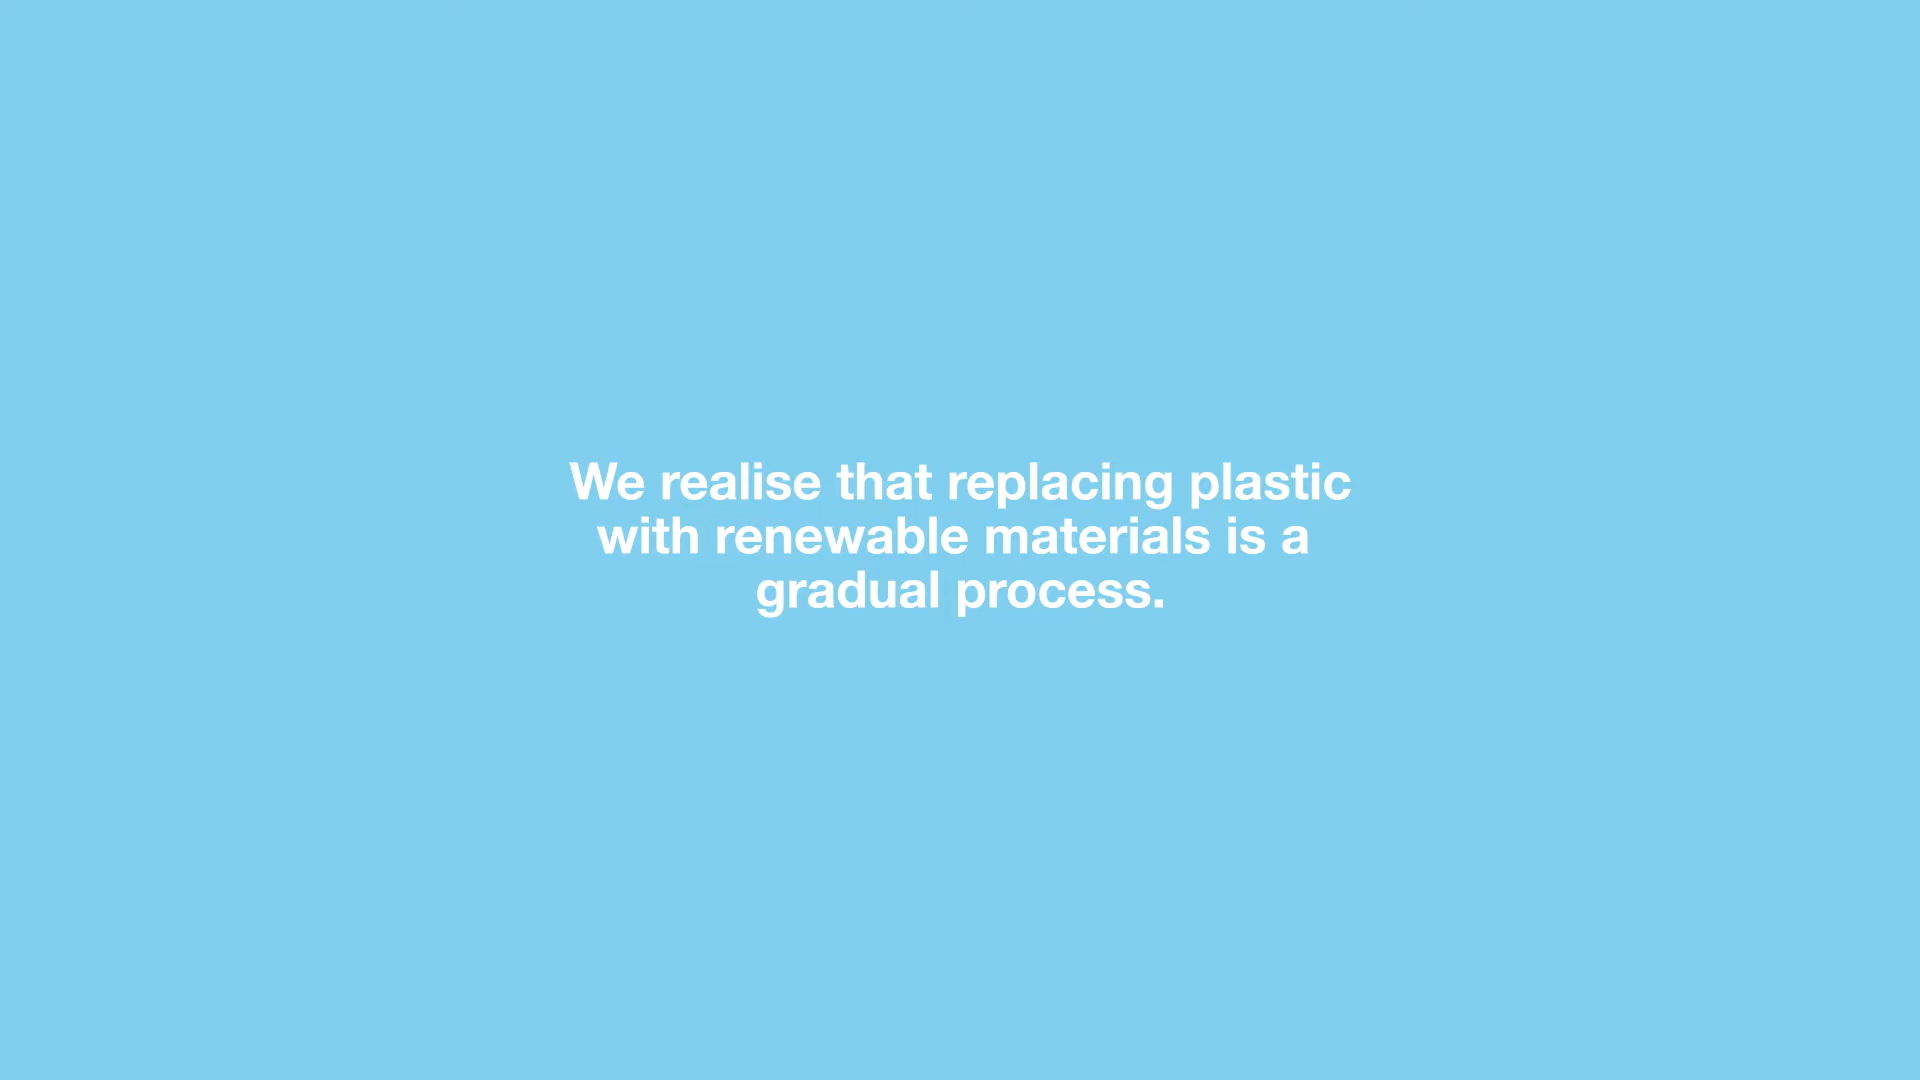 We realise that replacing plastic
with renewable materials is a
gradual process.